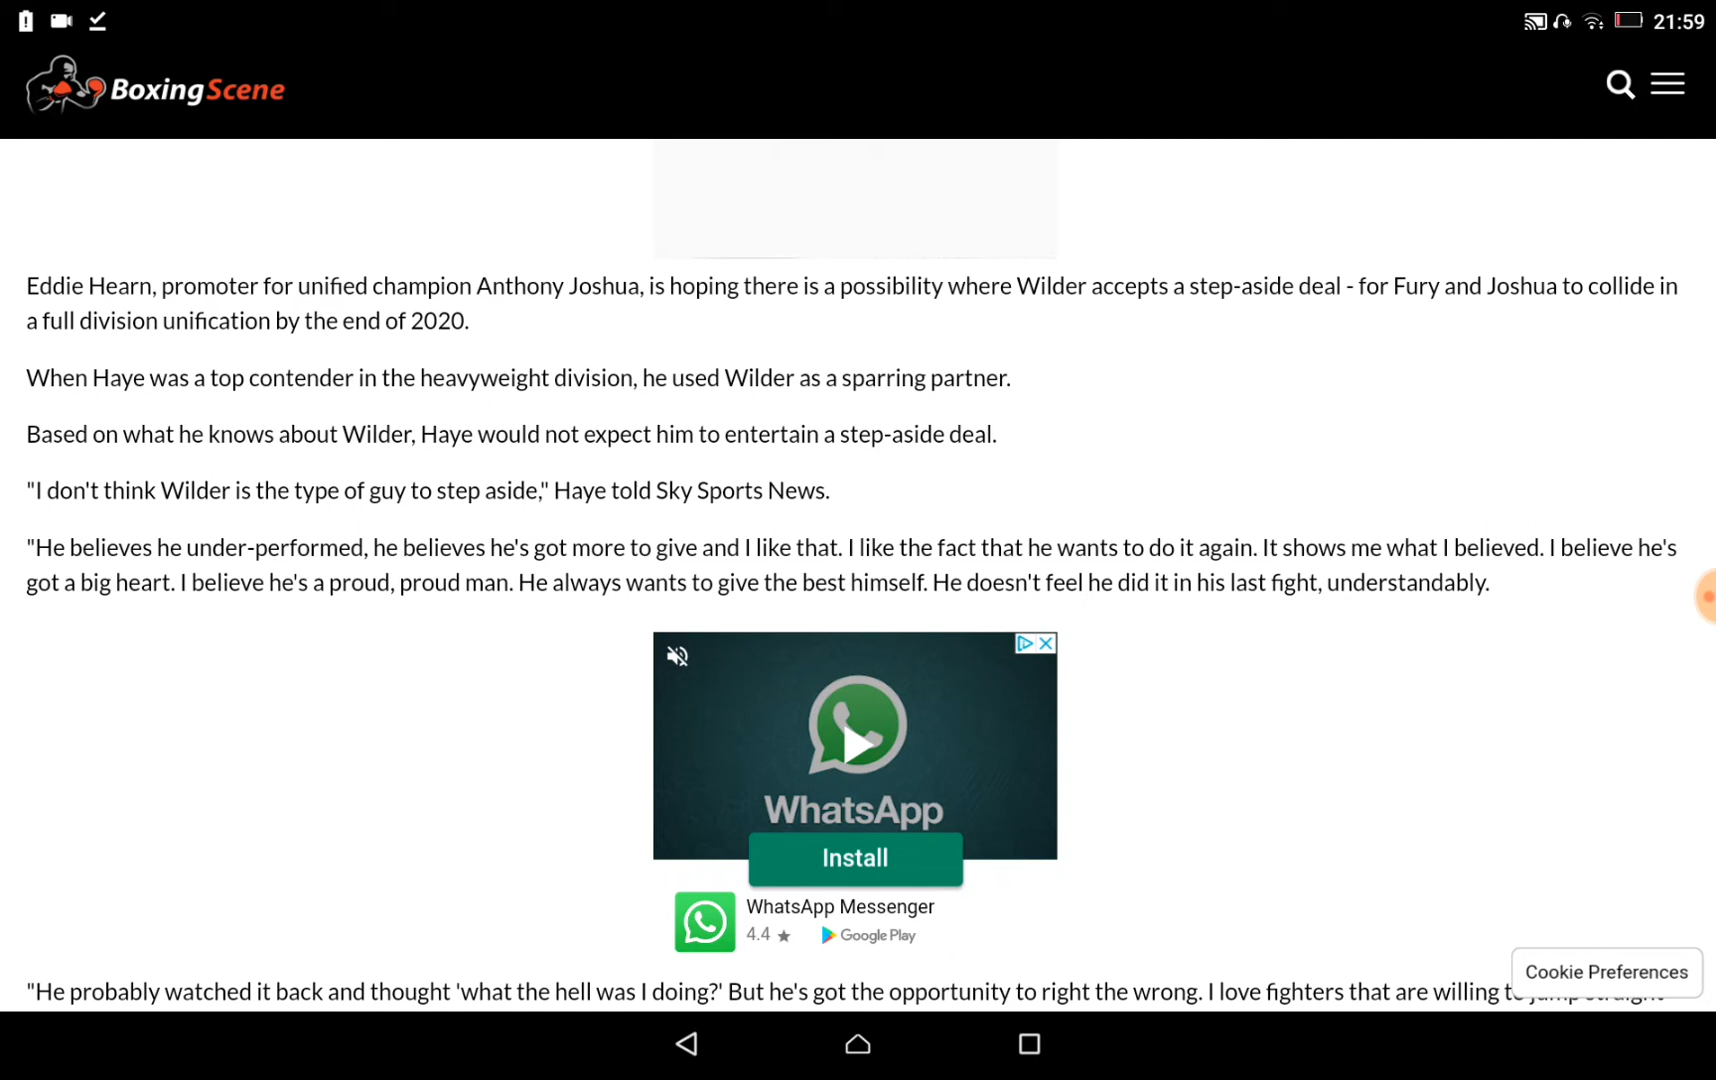 21:59
BoxingScene
Eddie Hearn, promoter for unified champion Anthony Joshua, is hoping there is a possibility where Wilder accepts a step-aside deal - for Fury and Joshua to collide in
a full division unification by the end of 2020.
When Haye was a top contender in the heavyweight division, he used Wilder as a sparring partner.
Based on what he knows about Wilder, Haye would not expect him to entertain a step-aside deal.
"I don't think Wilder is the type of guy to step aside," Haye told Sky Sports News.
"He believes he under-performed, he believes he's got more to give and I like that. I like the fact that he wants to do it again. It shows me what I believed. I believe he's
got a big heart. I believe he's a proud, proud man. He always wants to give the best himself. He doesn't feel he did it in his last fight, understandably.
WhatsApp
Install
WhatsApp Messenger
4.4 ★ Google Play
Cookie Preferences
"He probably watched it back and thought 'what the hell was I doing?' But he's got the opportunity to right the wrong. I love fighters that are willing to jump straight